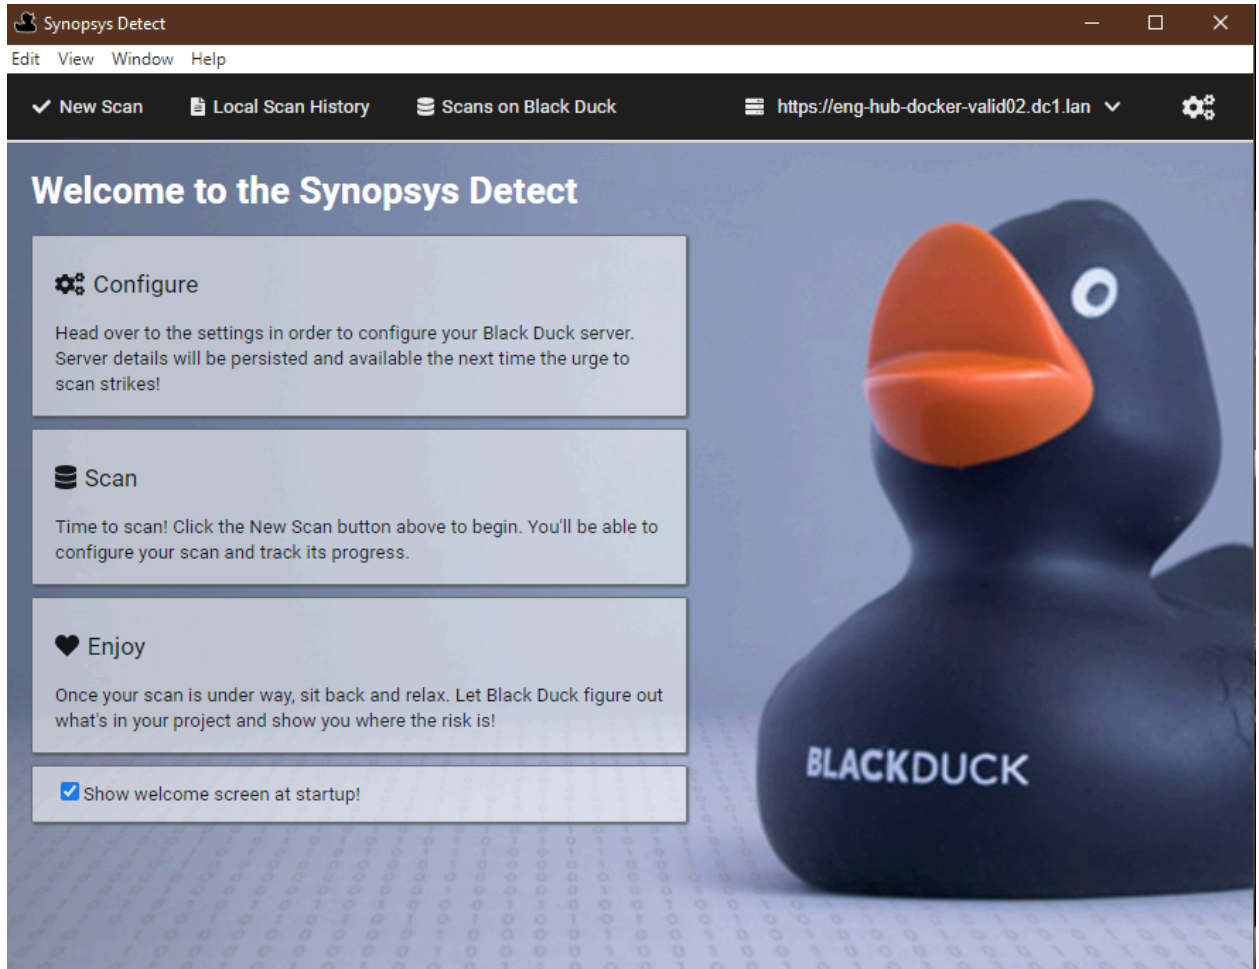 Synopsys Detect
Edit View Window Help
New Scan Local Scan History Scans on Black Duck https://eng-hub-docker-valid02.dc1.lan
Welcome to the Synopsys Detect
Configure
Head over to the settings in order to configure your Black Duck server.
Server details will be persisted and available the next time the urge to
scan strikes!
Scan
Time to scan! Click the New Scan button above to begin. You'll be able to
configure your scan and track its progress.
Enjoy
Once your scan is under way, sit back and relax. Let Black Duck figure out
what's in your project and show you where the risk is!
Show welcome screen at startup!
BLACKDUCK